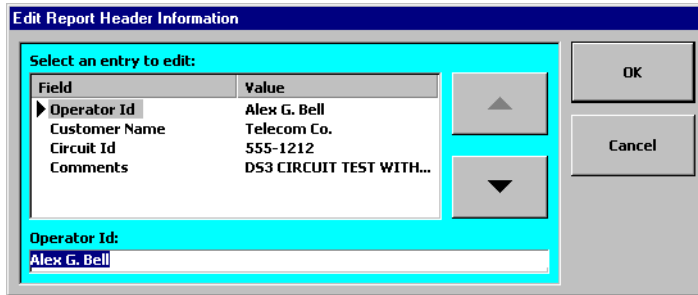 Edit Report Header Information
Select an entry to edit:
Field Value
Operator Id Alex G. Bell
Customer Name Telecom Co.
Circuit Id 555-1212
Comments DS3 CIRCUIT TEST WITH...
Operator Id:
Alex G. Bell
OK
Cancel